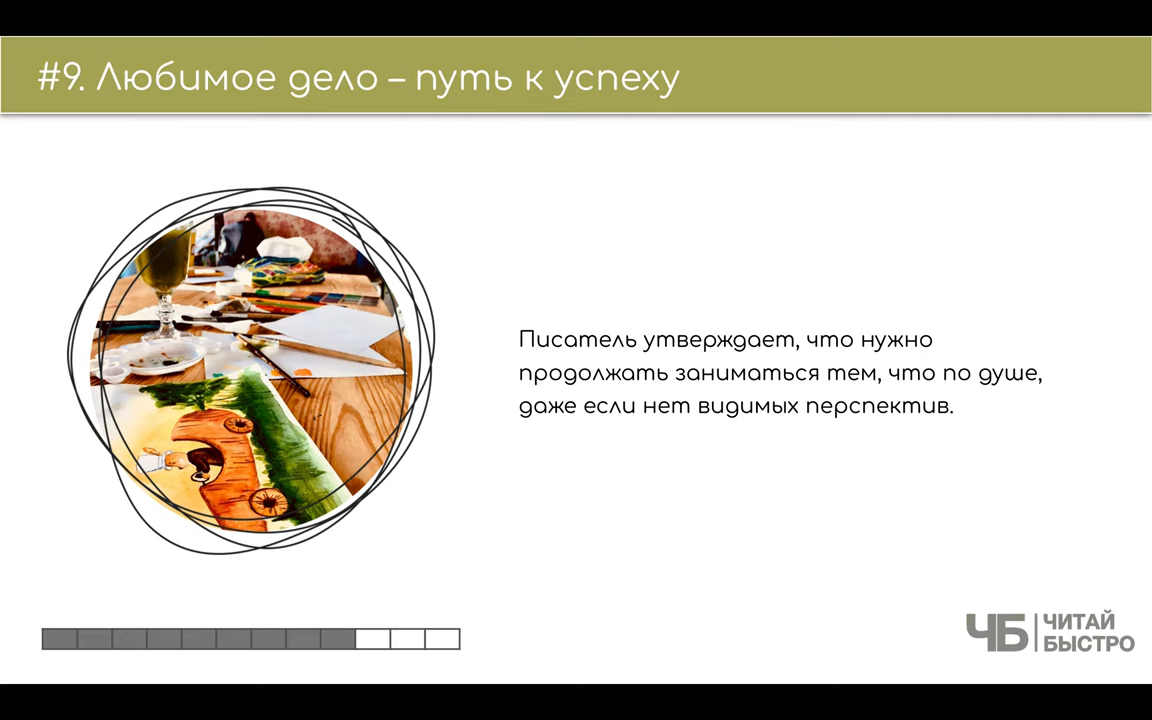 #9. Любимое дело – путь к успеху
Писатель утверждает, что нужно
продолжать заниматься тем, что по душе,
даже если нет видимых перспектив.
ЧБ ЧИТАЙ
БЫСТРО